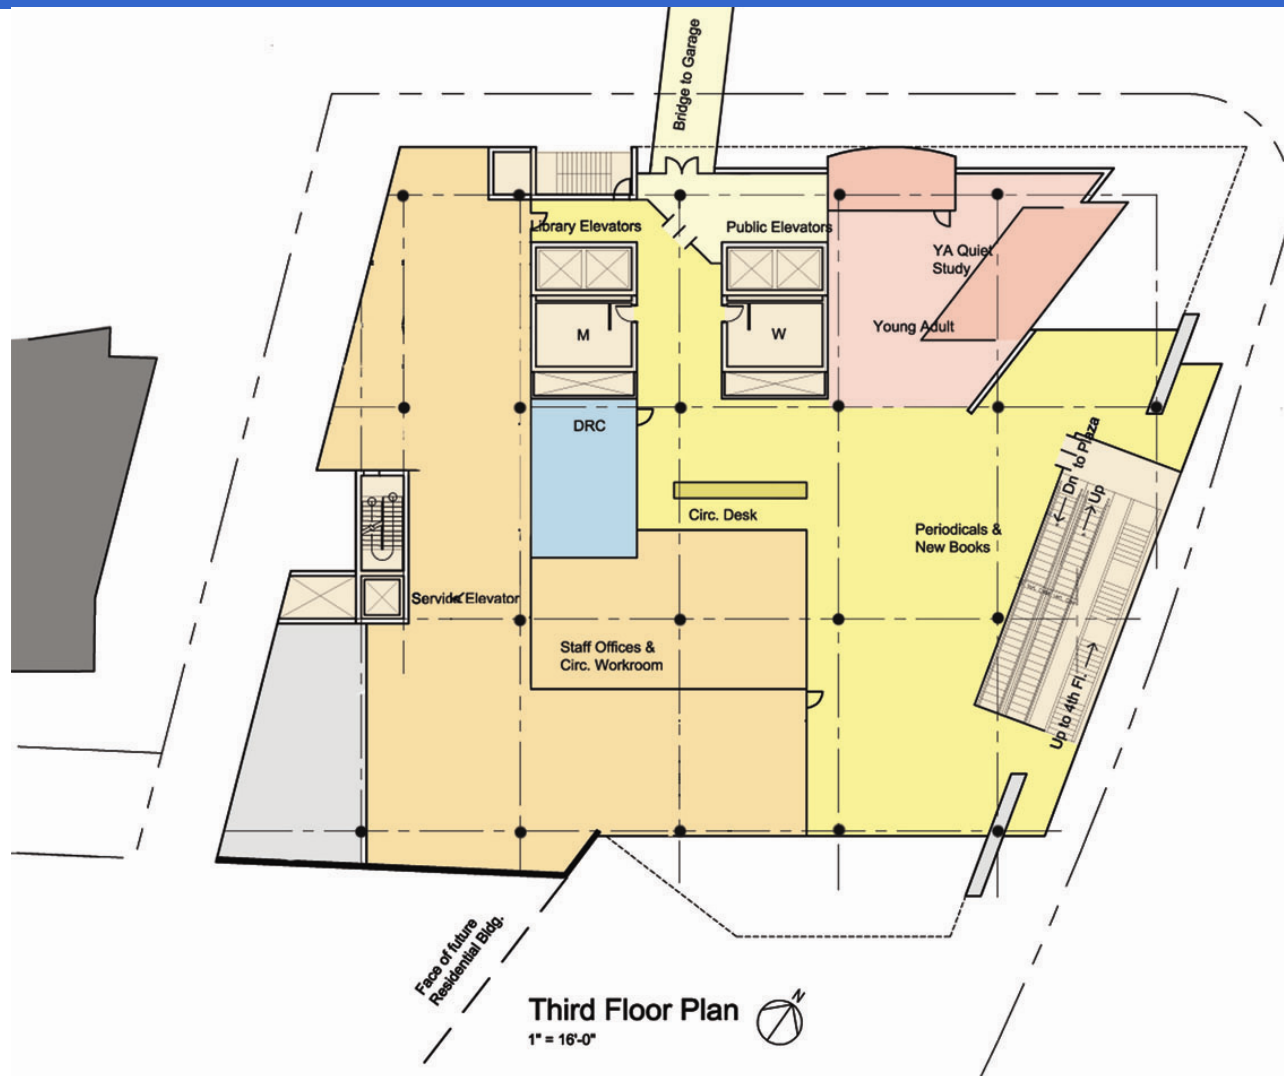 Bridge to Garage
Library Elevators
Public Elevators
YA Quiet
Study
Young Adult
M
W
DRC
Dn to Plaza
Up
Circ. Desk
Periodicals &
New Books
Service Elevator
Staff Offices &
Circ. Workroom
Up to 4th Fl.
Face of future
Residential Bldg.
Third Floor Plan
N
1" = 16'-0"